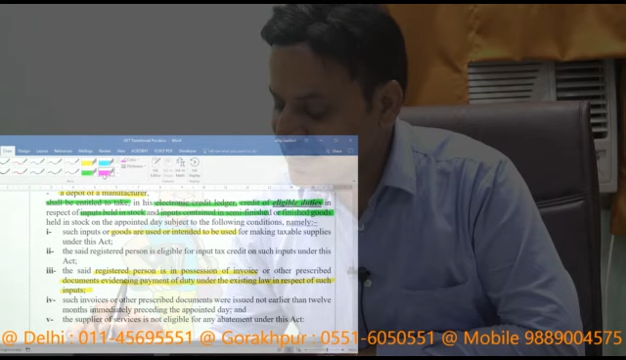 a depot of a manufacturer,
shall be entitled to take, in his electronic credit ledger, credit of eligible duties in
respect of inputs held in stock and inputs contained in semi-finished or finished goods
held in stock on the appointed day subject to the following conditions, namely:-
i- such inputs or goods are used or intended to be used for making taxable supplies
under this Act;
ii- the said registered person is eligible for input tax credit on such inputs under this
Act;
iii- the said registered person is in possession of invoice or other prescribed
documents evidencing payment of duty under the existing law in respect of such
inputs;
iv- such invoices or other prescribed documents were issued not earlier than twelve
months immediately preceding the appointed day; and
v- the supplier of services is not eligible for any abatement under this Act:
@ Delhi : 011-45695551 @ Gorakhpur : 0551-6050551 @ Mobile 9889004575